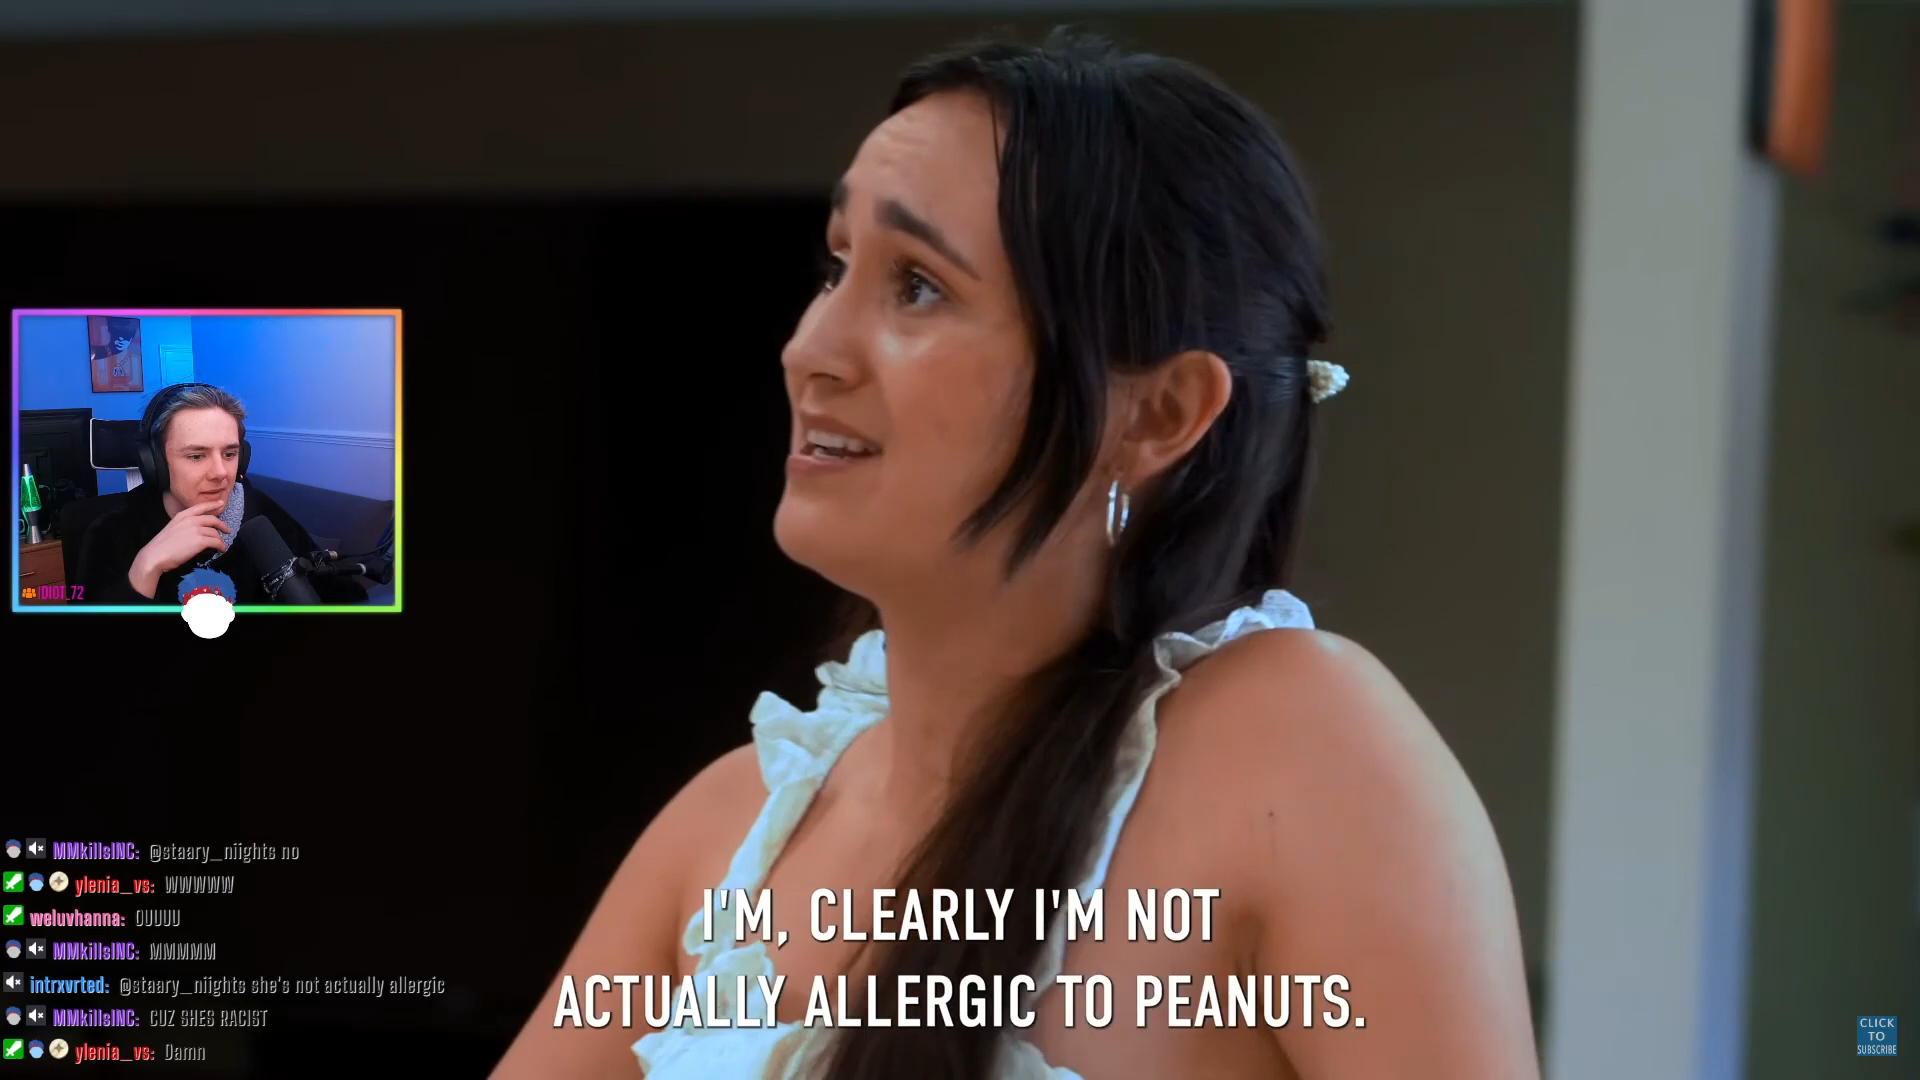 IDIOT_72
MMkillsINC: @staary_niights no
ylenia_vs: WWWWW
weluvhanna: OUUUU
MMkillsINC: MMMMM
intrxvrted: @staary_niights she's not actually allergic
MMkillsINC: CUZ SHES RACIST
ylenia_vs: Damn
I'M, CLEARLY I'M NOT
ACTUALLY ALLERGIC TO PEANUTS.
CLICK
TO
SUBSCRIBE